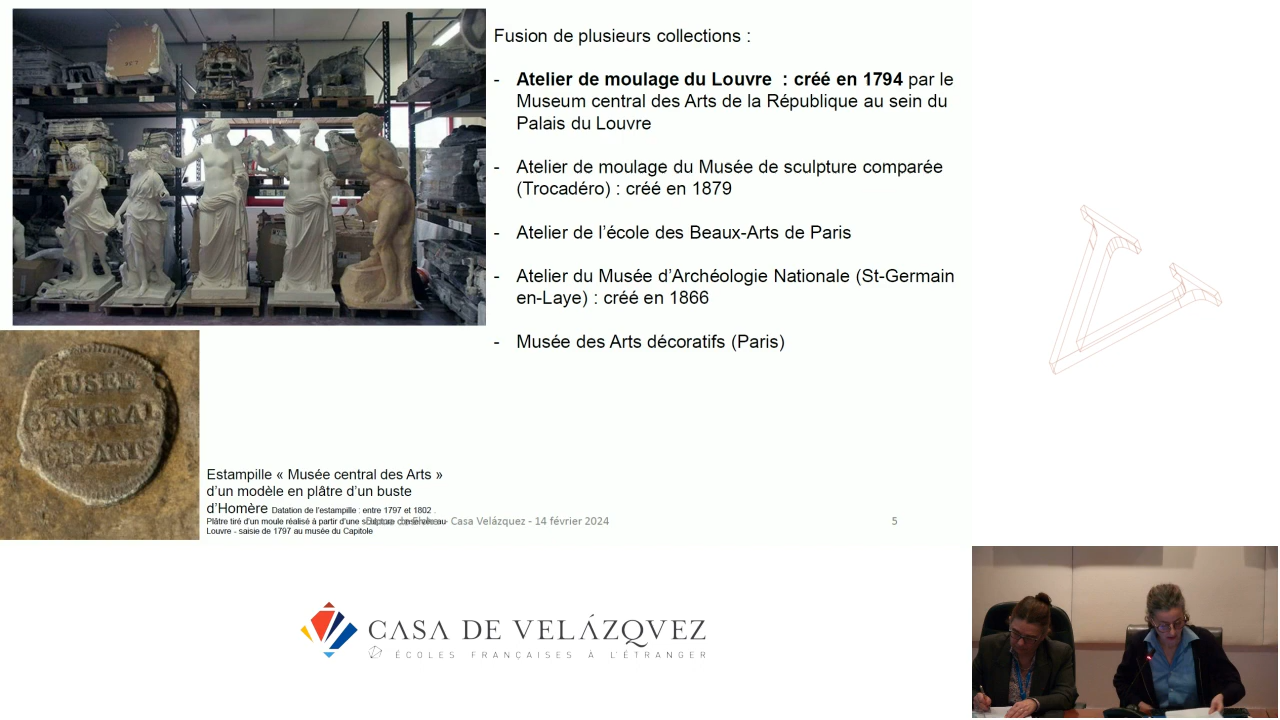 Fusion de plusieurs collections :
- Atelier de moulage du Louvre : créé en 1794 par le
Museum central des Arts de la République au sein du
Palais du Louvre
- Atelier de moulage du Musée de sculpture comparée
(Trocadéro) : créé en 1879
- Atelier de l'école des Beaux-Arts de Paris
- Atelier du Musée d'Archéologie Nationale (St-Germain
en-Laye) : créé en 1866
- Musée des Arts décoratifs (Paris)
MUSÉE
CENTRAL
DES ARTS
Estampille « Musée central des Arts »
d'un modèle en plâtre d'un buste
d'Homère Datation de l'estampille : entre 1797 et 1802 .
Plâtre tiré d'un moule réalisé à partir d'une sculpture conservée au
Louvre - saisie de 1797 au musée du Capitole
- Casa Velázquez - 14 février 2024
5
CASA DE VELÁZQVEZ
ÉCOLES FRANÇAISES À L'ÉTRANGER